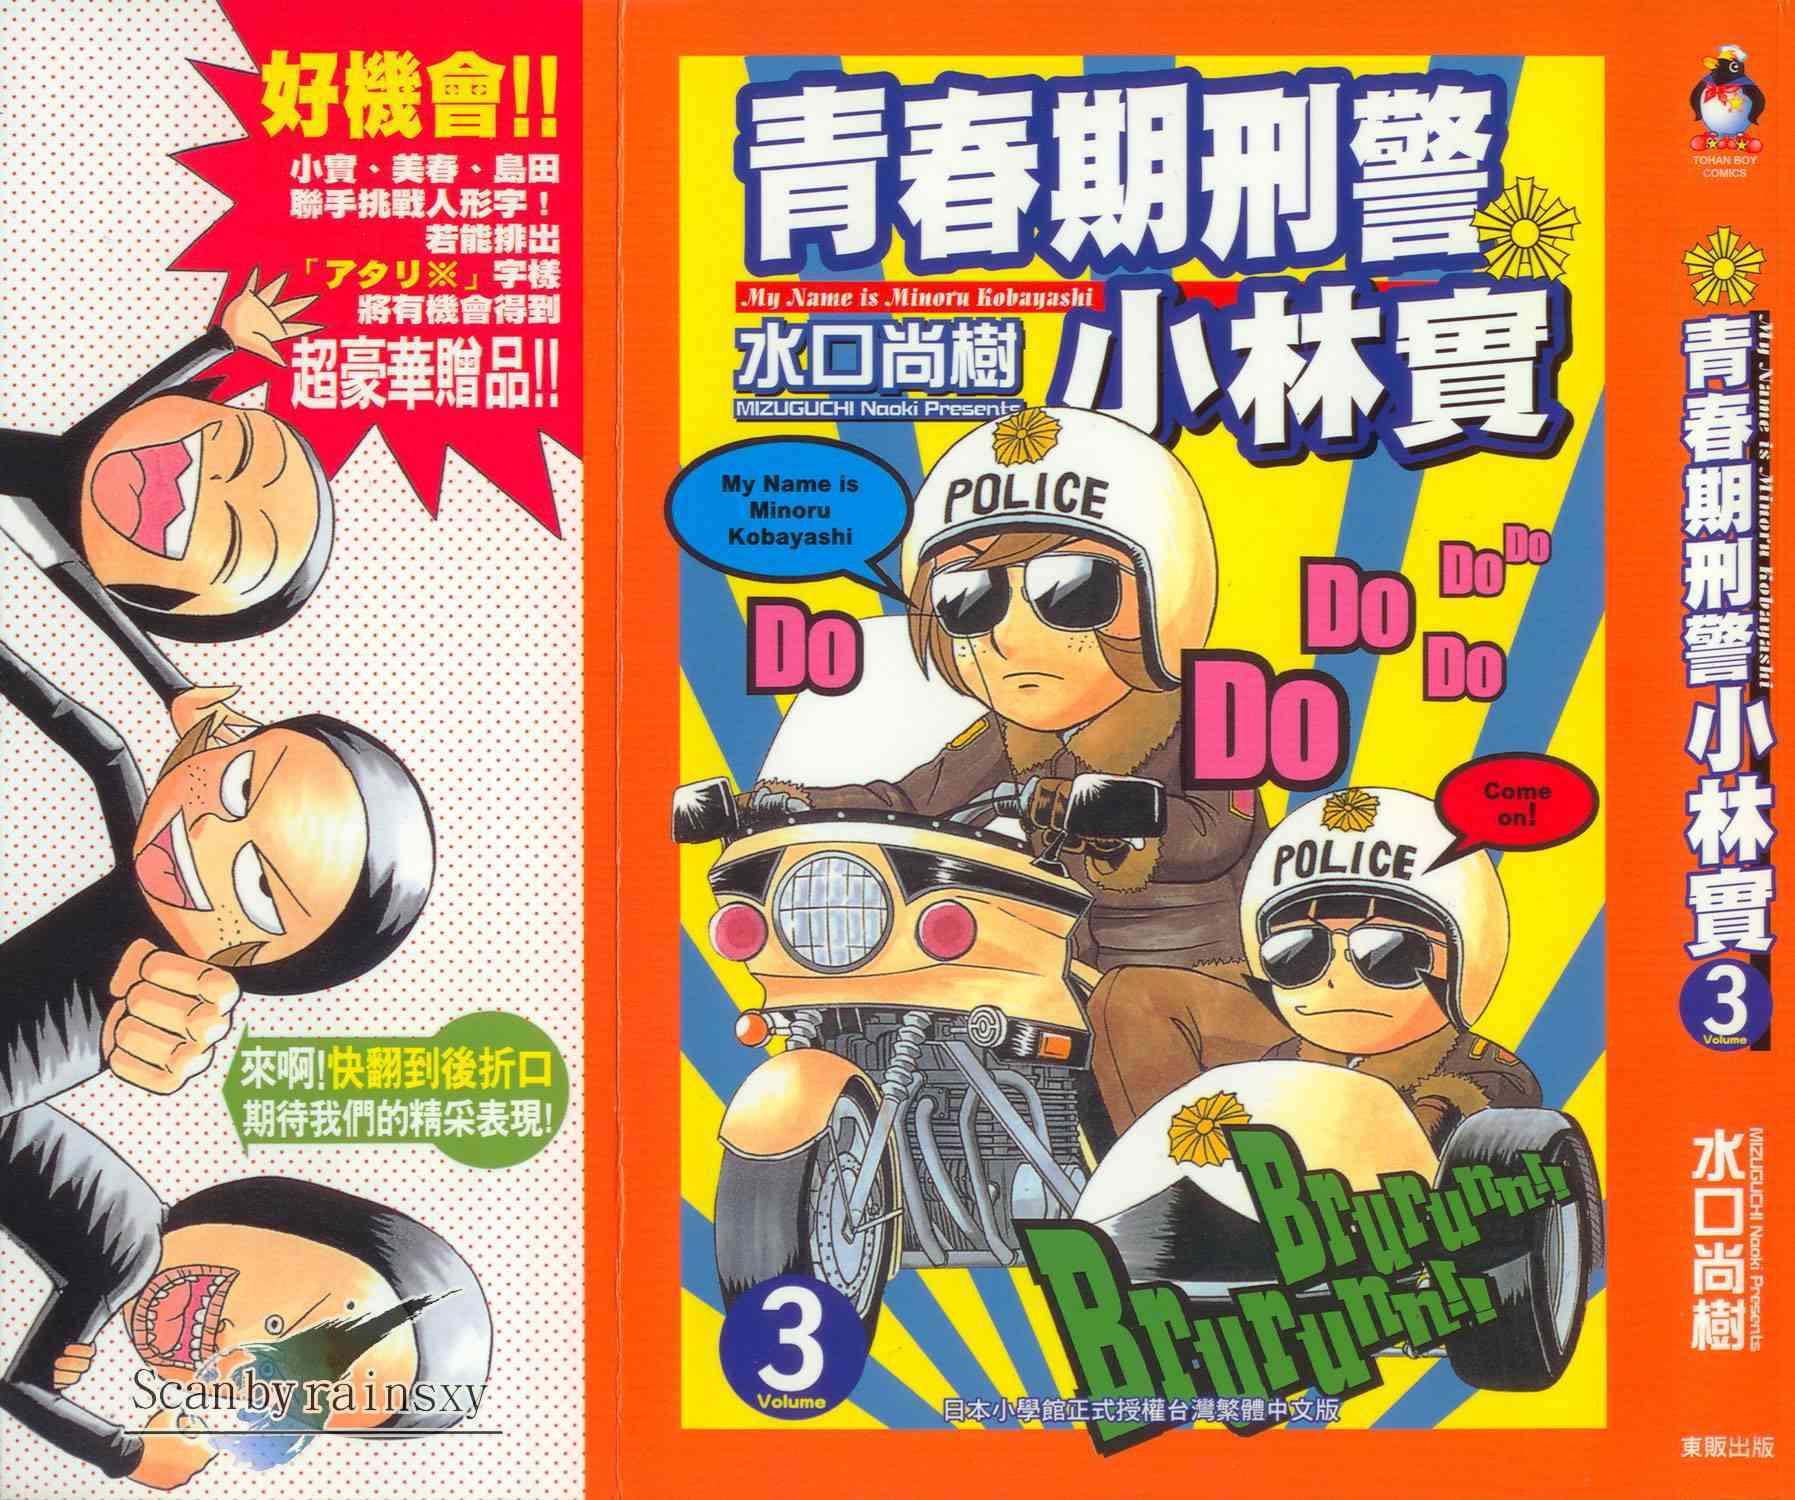 好機會!!
小實、美春、島田
聯手挑戰人形字！
若能排出
「アタリ※」字樣
將有機會得到
超豪華贈品!!
來啊!快翻到後折口
期待我們的精采表現!
Scan by rainsxy
青春期刑警
My Name is Minoru Kobayashi
小林實
水口尚樹
MIZUGUCHI Naoki Presents
POLICE
My Name is
Minoru
Kobayashi
Do
Do
Do
Do
Do
Do
Come
on!
POLICE
Brurunn!!
Brurunn!!
3
Volume
日本小學館正式授權台灣繁體中文版
TOHAN BOY
COMICS
青春期刑警小林實
My Name is Minoru Kobayashi
3
Volume
水口尚樹
MIZUGUCHI Naoki Presents
東販出版